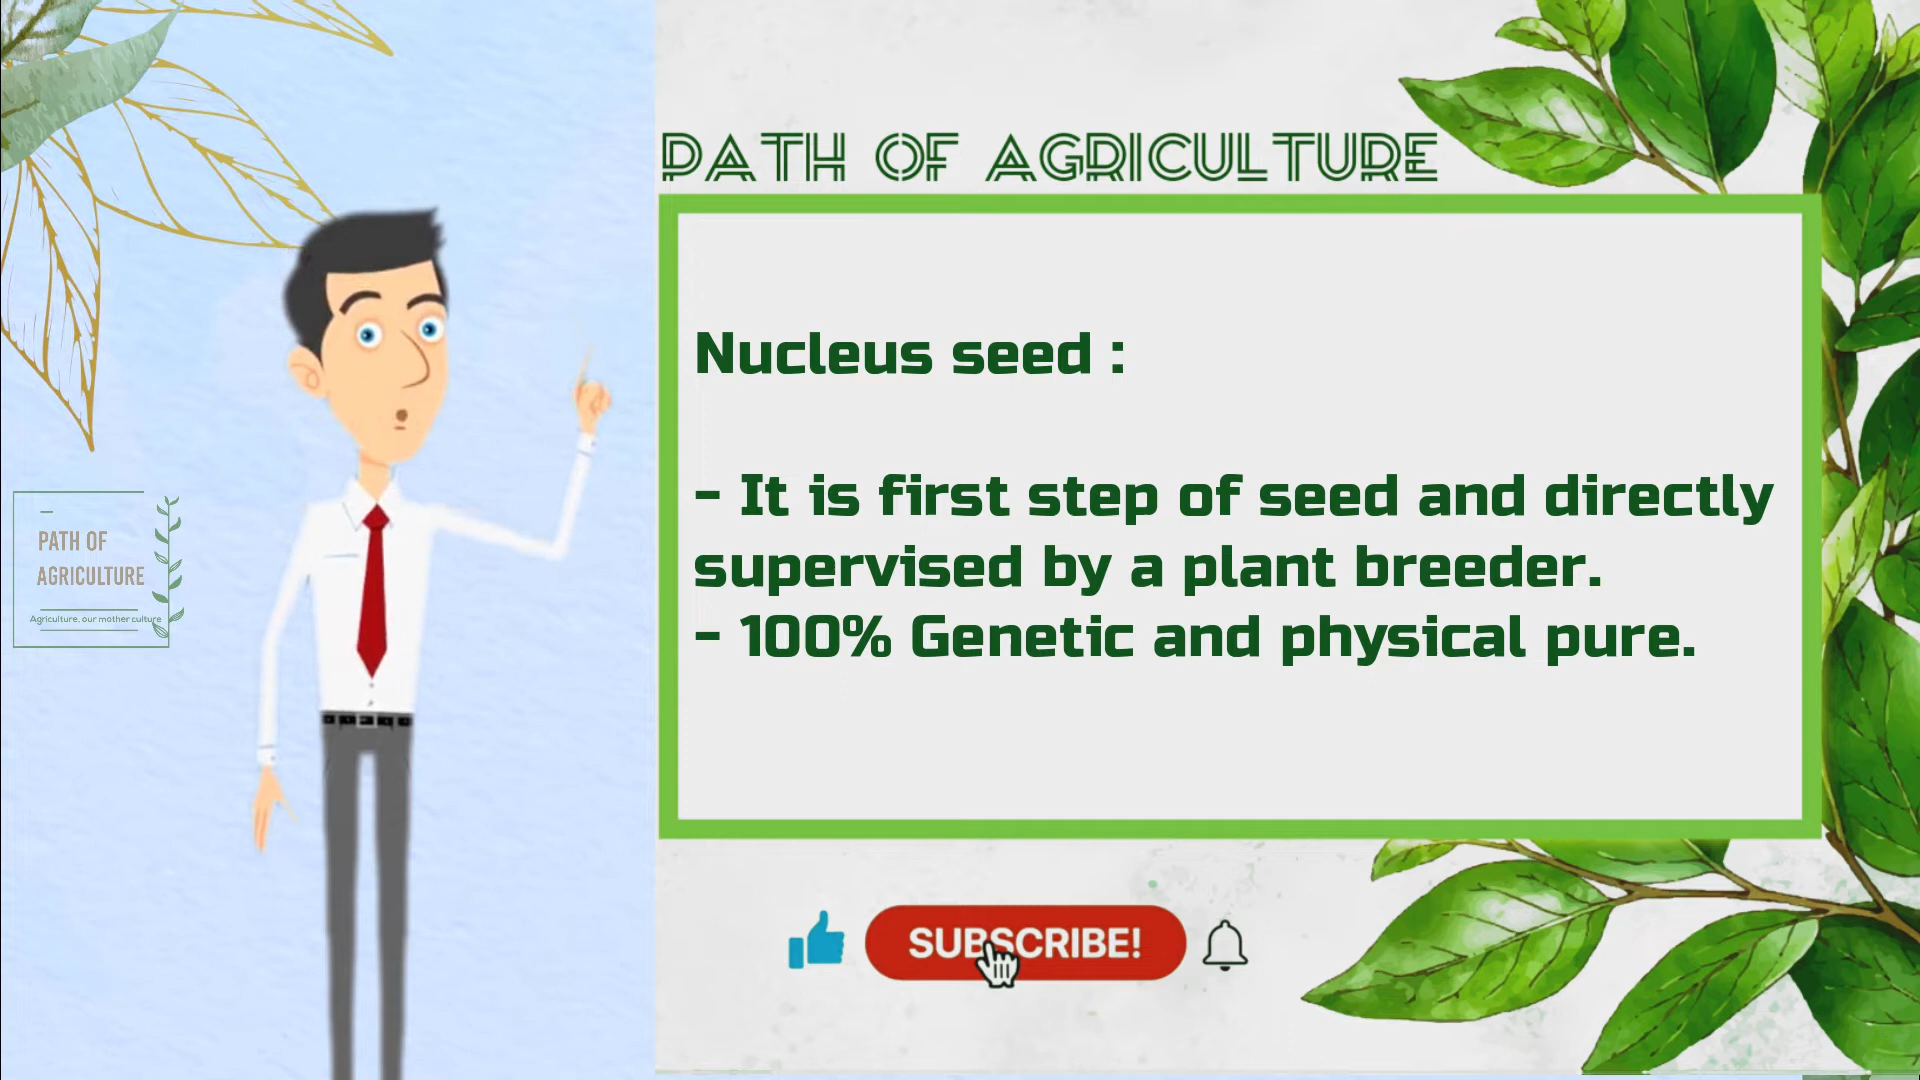 PATH OF AGRICULTURE
Nucleus seed :
- It is first step of seed and directly
supervised by a plant breeder.
- 100% Genetic and physical pure.
PATH OF
AGRICULTURE
Agriculture, our mother culture
SUBSCRIBE!